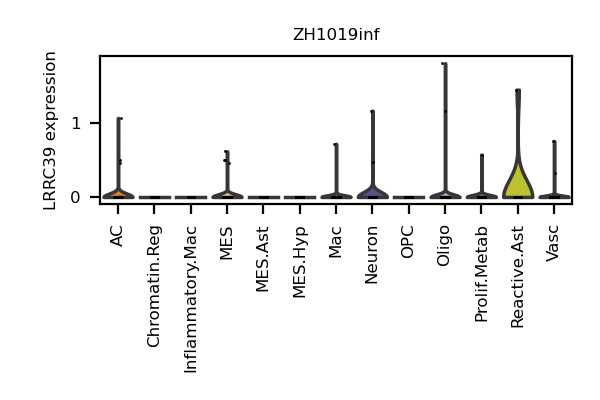 ZH1019inf
LRRC39 expression
1
0
AC
Chromatin.Reg
Inflammatory.Mac
MES
MES.Ast
MES.Hyp
Mac
Neuron
OPC
Oligo
Prolif.Metab
Reactive.Ast
Vasc